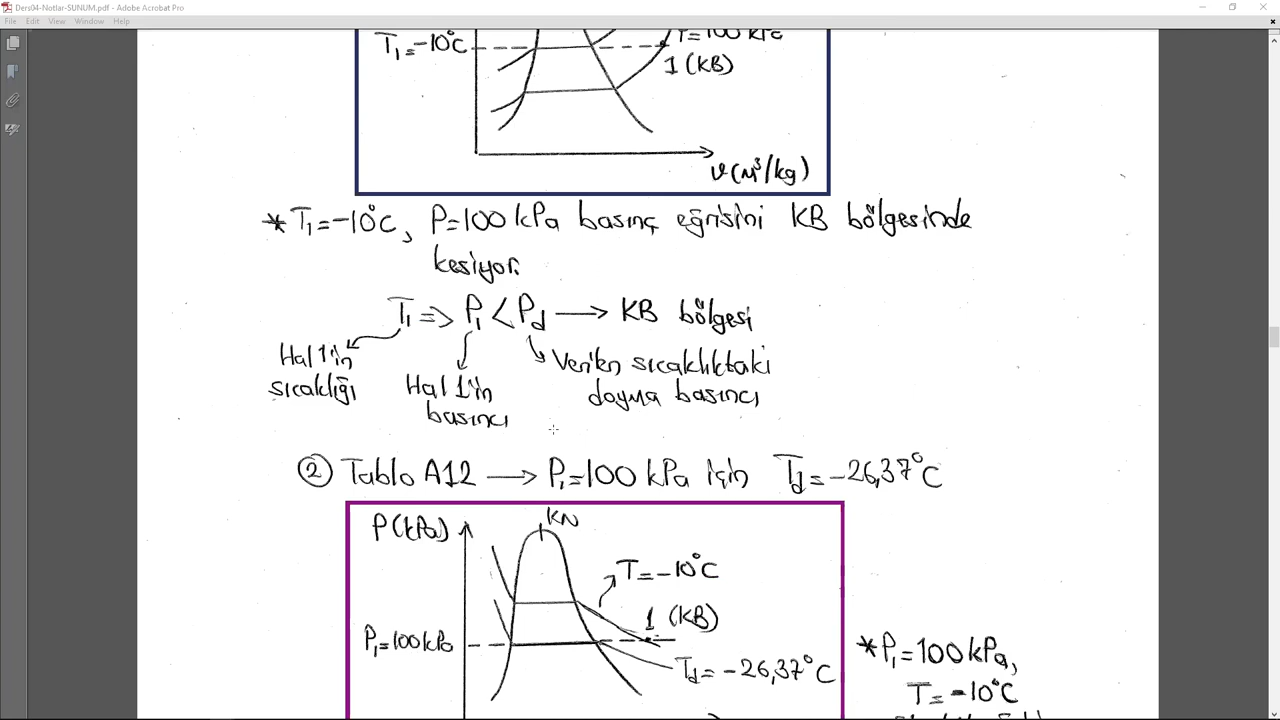 Ders04-Notlar-SUNUM.pdf - Adobe Acrobat Pro
File Edit View Window Help
T₁=-10°C
P=100 kPa
1 (KB)
v(m³/kg)
* T₁=-10°C, P=100 kPa basınç eğrisini KB bölgesinde
kesiyor.
T₁ => P₁ < Pd → KB bölgesi
Hal 1'in
sıcaklığı
Hal 1'in
basıncı
Verilen sıcaklıktaki
doyma basıncı
② Tablo A12 → P₁=100 kPa için Td=-26,37°C
P(kPa)
KN
T=-10°C
1 (KB)
P₁=100kPa
Td=-26,37°C
* P₁=100kPa,
T=-10°C